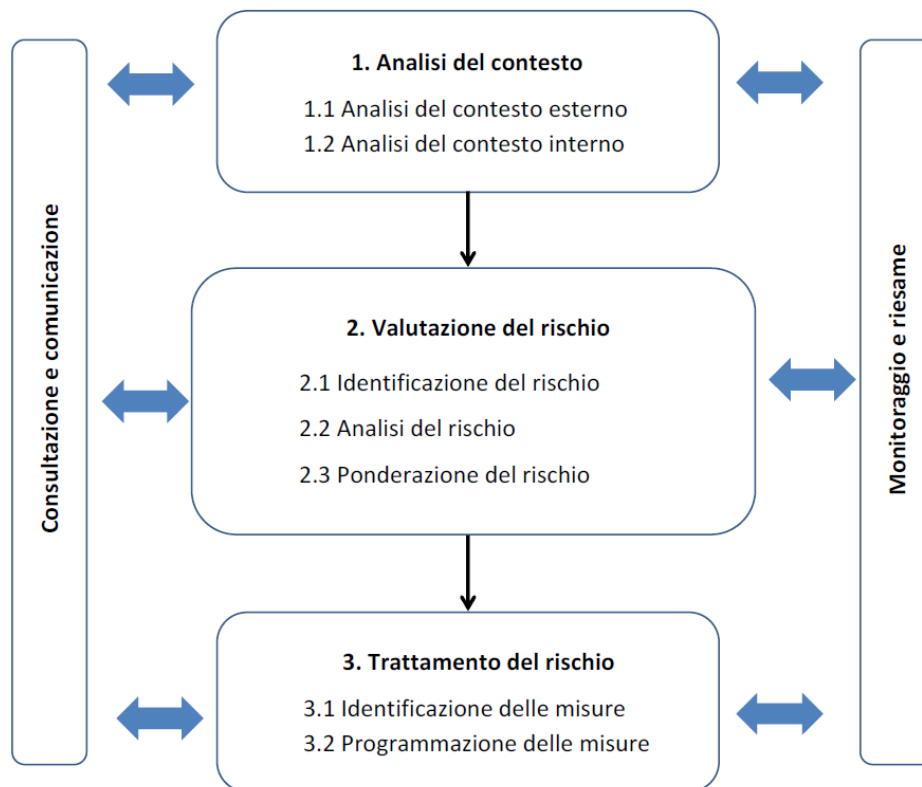 Consultazione e comunicazione
1. Analisi del contesto
1.1 Analisi del contesto esterno
1.2 Analisi del contesto interno
2. Valutazione del rischio
2.1 Identificazione del rischio
2.2 Analisi del rischio
2.3 Ponderazione del rischio
3. Trattamento del rischio
3.1 Identificazione delle misure
3.2 Programmazione delle misure
Monitoraggio e riesame